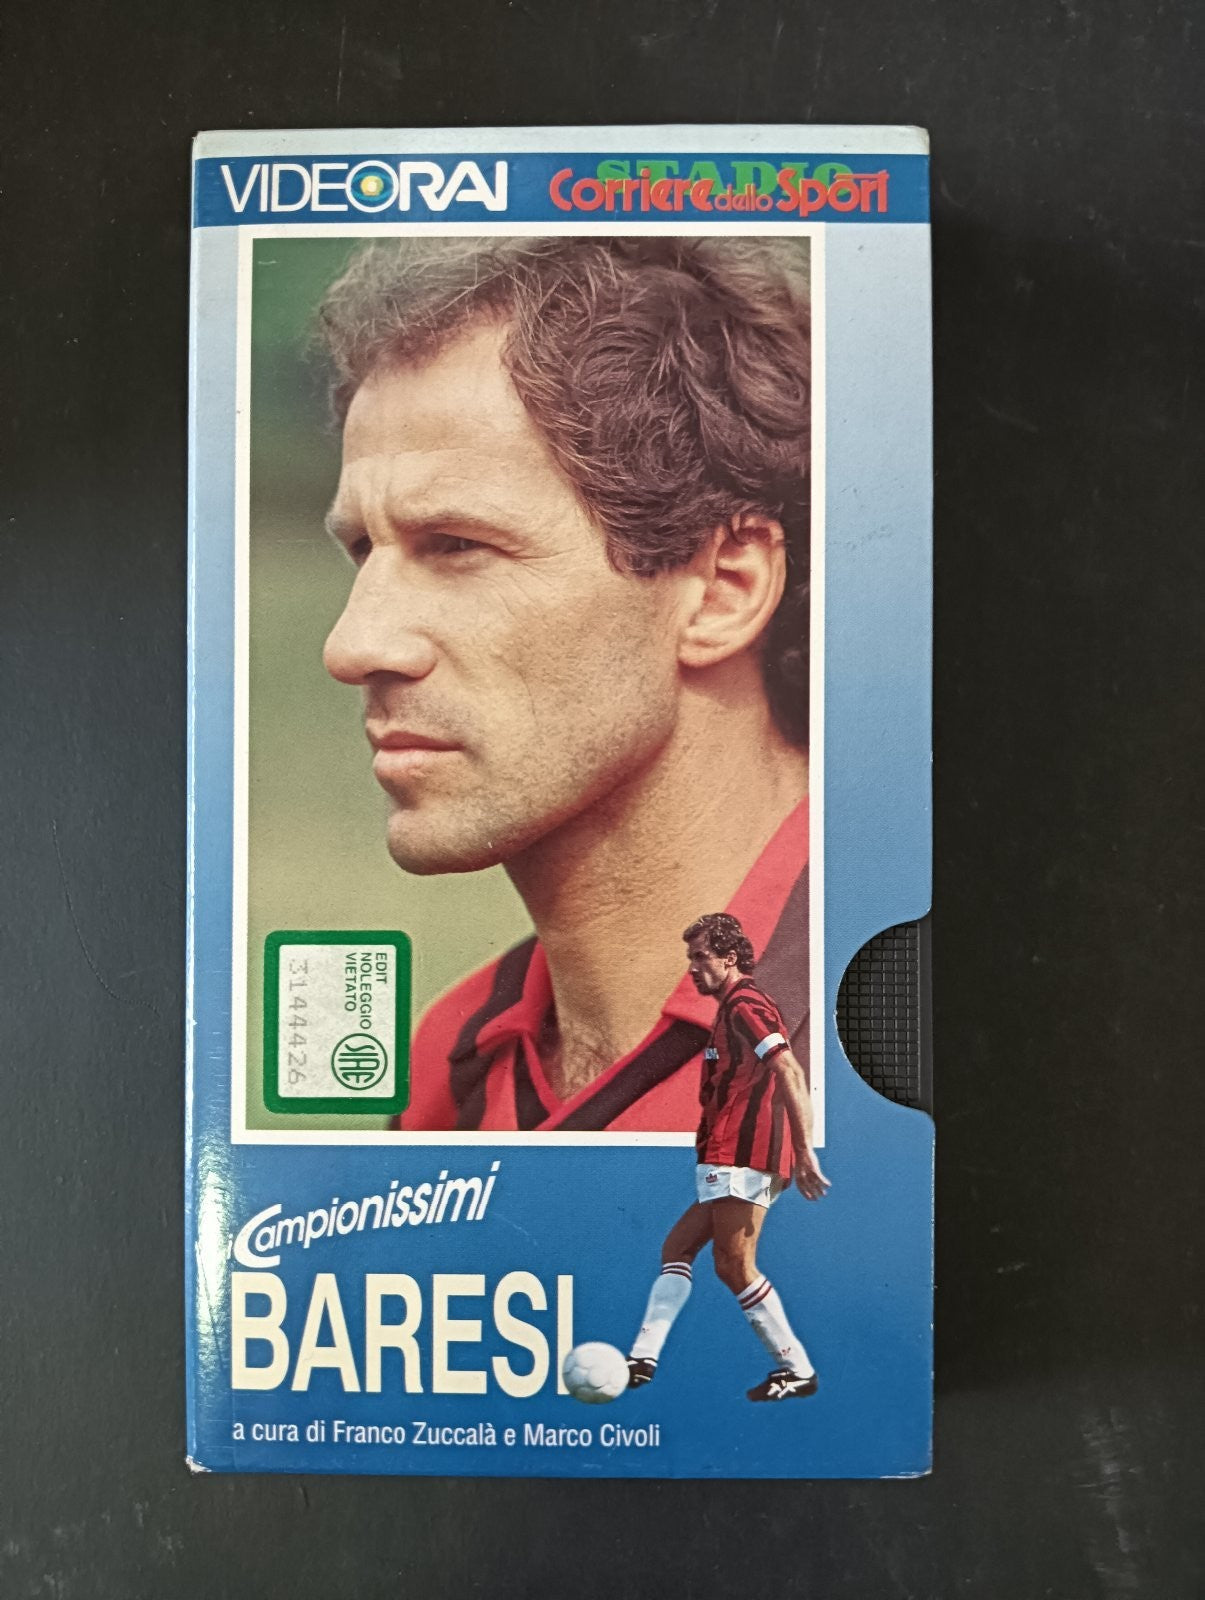 VIDEORAI
STADIO
Corriere dello Sport
EDIT
NOLEGGIO
VIETATO
SIAE
3144426
i Campionissimi
BARESI
a cura di Franco Zuccalà e Marco Civoli